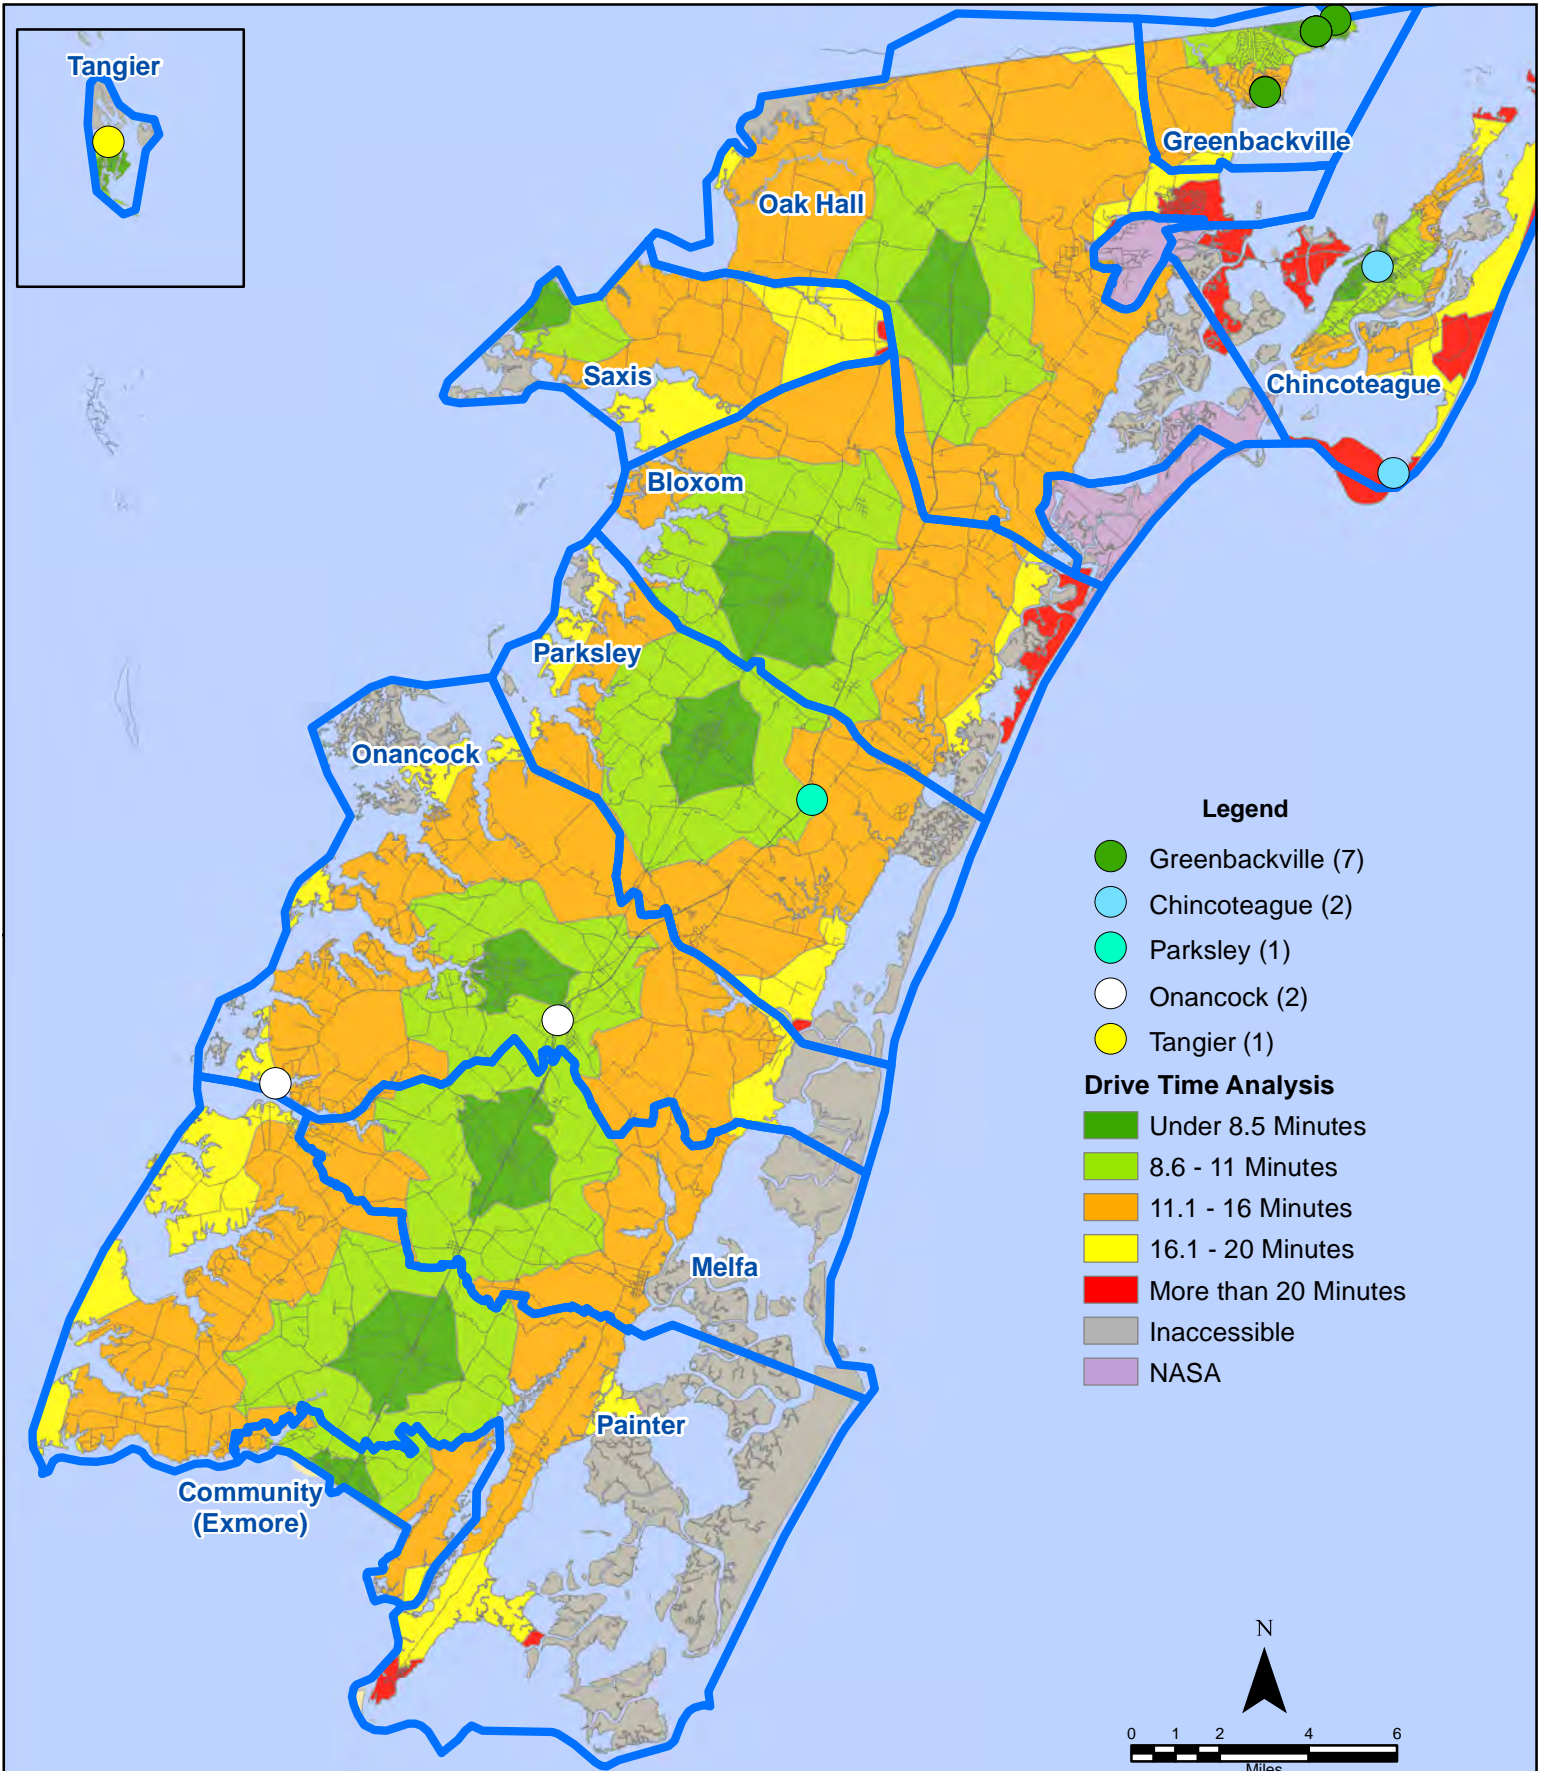 Tangier
Greenbackville
Oak Hall
Saxis
Chincoteague
Bloxom
Parksley
Onancock
Legend
Greenbackville (7)
Chincoteague (2)
Parksley (1)
Onancock (2)
Tangier (1)
Drive Time Analysis
Under 8.5 Minutes
8.6 - 11 Minutes
11.1 - 16 Minutes
16.1 - 20 Minutes
More than 20 Minutes
Inaccessible
NASA
Melfa
Painter
Community
(Exmore)
N
0 1 2 4 6
Miles